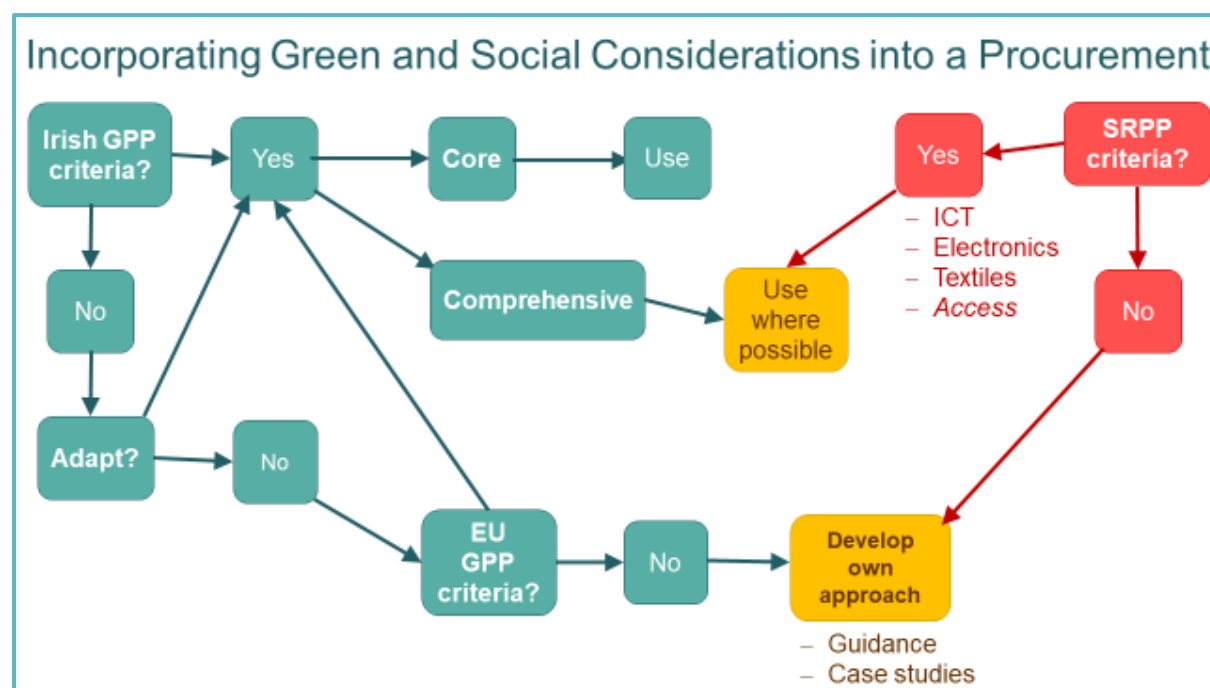 Incorporating Green and Social Considerations into a Procurement
Irish GPP
criteria?
Yes
Core
Use
Yes
SRPP
criteria?
– ICT
– Electronics
– Textiles
– Access
No
Comprehensive
Use
where
possible
No
Adapt?
No
EU
GPP
criteria?
No
Develop
own
approach
– Guidance
– Case studies